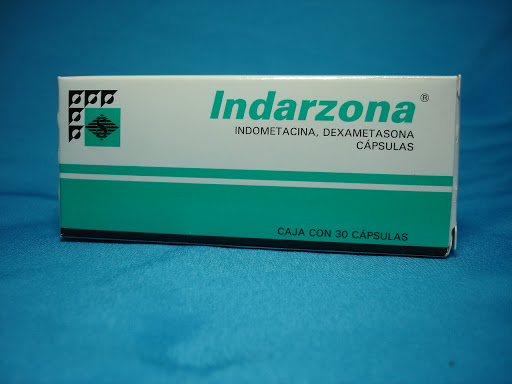 Indarzona®
INDOMETACINA, DEXAMETASONA
CÁPSULAS
CAJA CON 30 CÁPSULAS